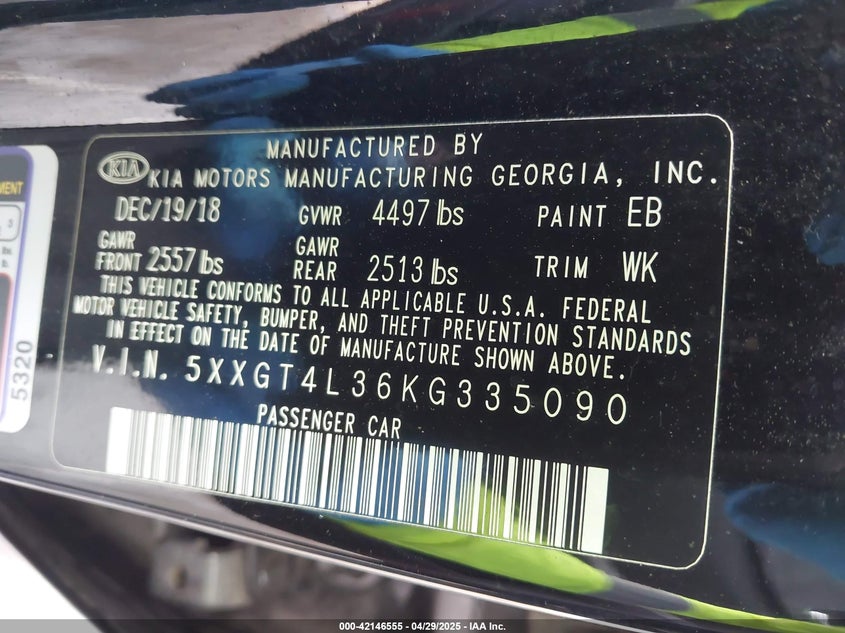 MANUFACTURED BY
KIA KIA MOTORS MANUFACTURING GEORGIA, INC.
DEC/19/18 GVWR 4497 lbs PAINT EB
GAWR FRONT 2557 lbs GAWR REAR 2513 lbs TRIM WK
THIS VEHICLE CONFORMS TO ALL APPLICABLE U.S.A. FEDERAL
MOTOR VEHICLE SAFETY, BUMPER, AND THEFT PREVENTION STANDARDS
IN EFFECT ON THE DATE OF MANUFACTURE SHOWN ABOVE.
V.I.N. 5XXGT4L36KG335090
PASSENGER CAR
5320
000-42146555 - 04/29/2025 - IAA Inc.